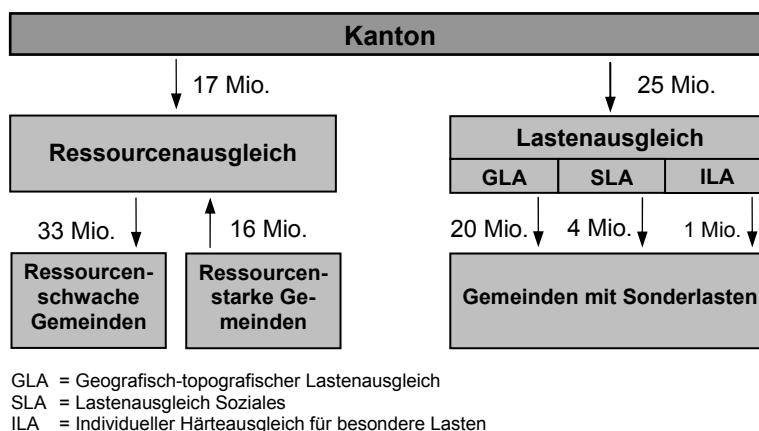 Kanton
17 Mio.
25 Mio.
Ressourcenausgleich
Lastenausgleich
GLA
SLA
ILA
33 Mio.
16 Mio.
20 Mio.
4 Mio.
1 Mio.
Ressourcen-
schwache
Gemeinden
Ressourcen-
starke Ge-
meinden
Gemeinden mit Sonderlasten
GLA = Geografisch-topografischer Lastenausgleich
SLA = Lastenausgleich Soziales
ILA = Individueller Härteausgleich für besondere Lasten